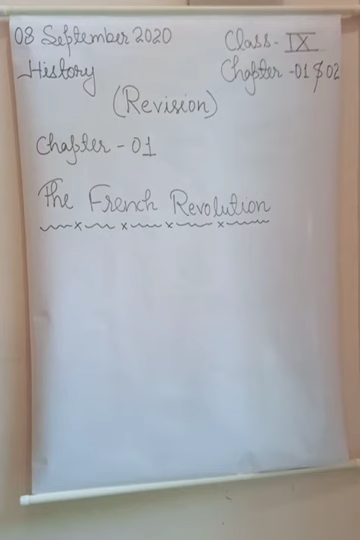 08 September 2020 Class- IX
History Chapter -01 & 02
(Revision)
Chapter - 01
The French Revolution